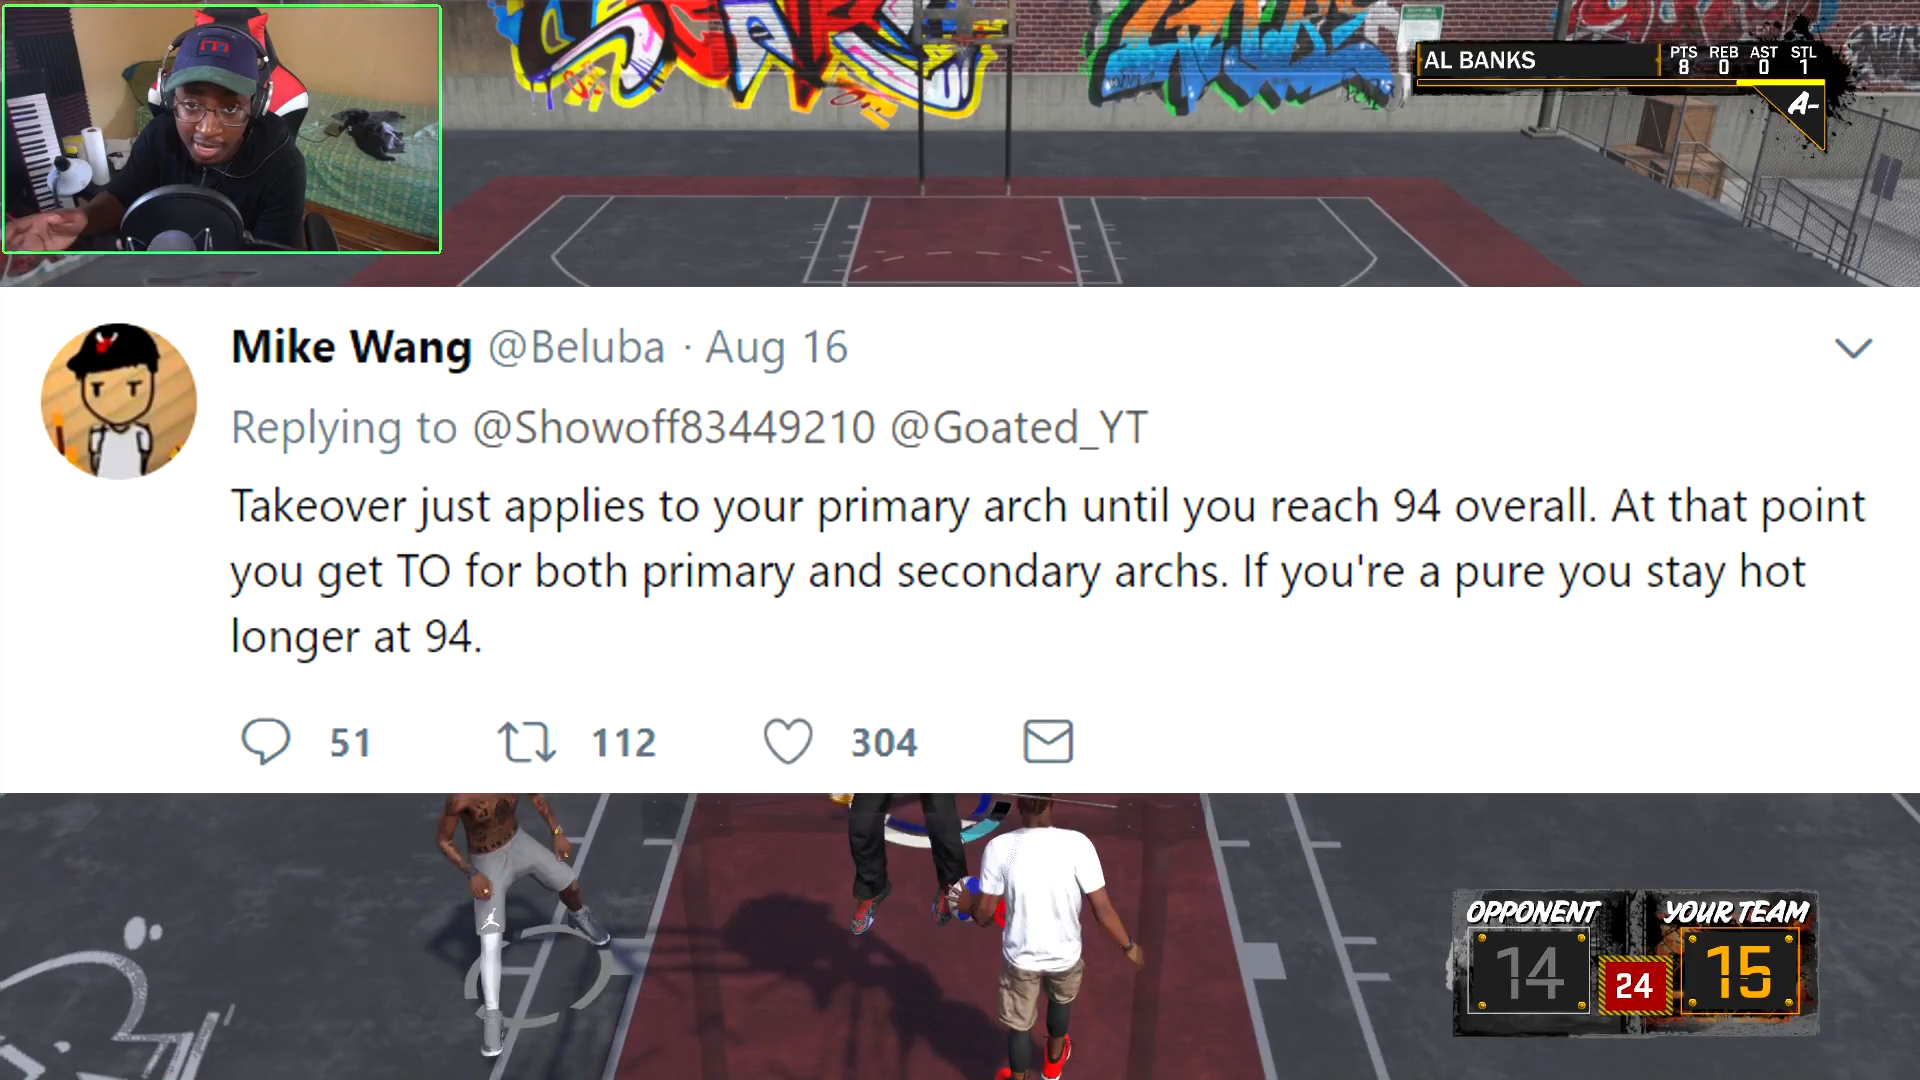 AL BANKS
PTS REB AST STL
8 0 0 1
A-
Mike Wang @Beluba · Aug 16
Replying to @Showoff83449210 @Goated_YT
Takeover just applies to your primary arch until you reach 94 overall. At that point
you get TO for both primary and secondary archs. If you're a pure you stay hot
longer at 94.
51 112 304
OPPONENT YOUR TEAM
14 24 15